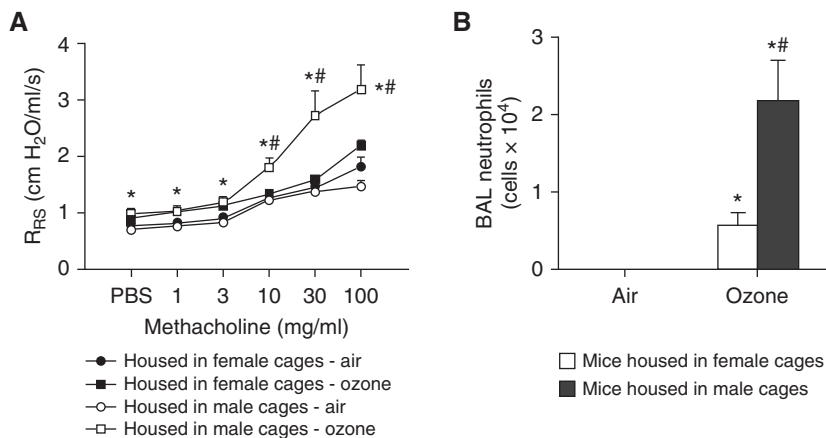 A
R_RS (cm H₂O/ml/s)
4
3
2
1
0
*
*
*
*#
*#
*#
PBS 1 3 10 30 100
Methacholine (mg/ml)
Housed in female cages - air
Housed in female cages - ozone
Housed in male cages - air
Housed in male cages - ozone
B
BAL neutrophils
(cells × 10⁴)
3
2
1
0
*
*#
Air Ozone
Mice housed in female cages
Mice housed in male cages